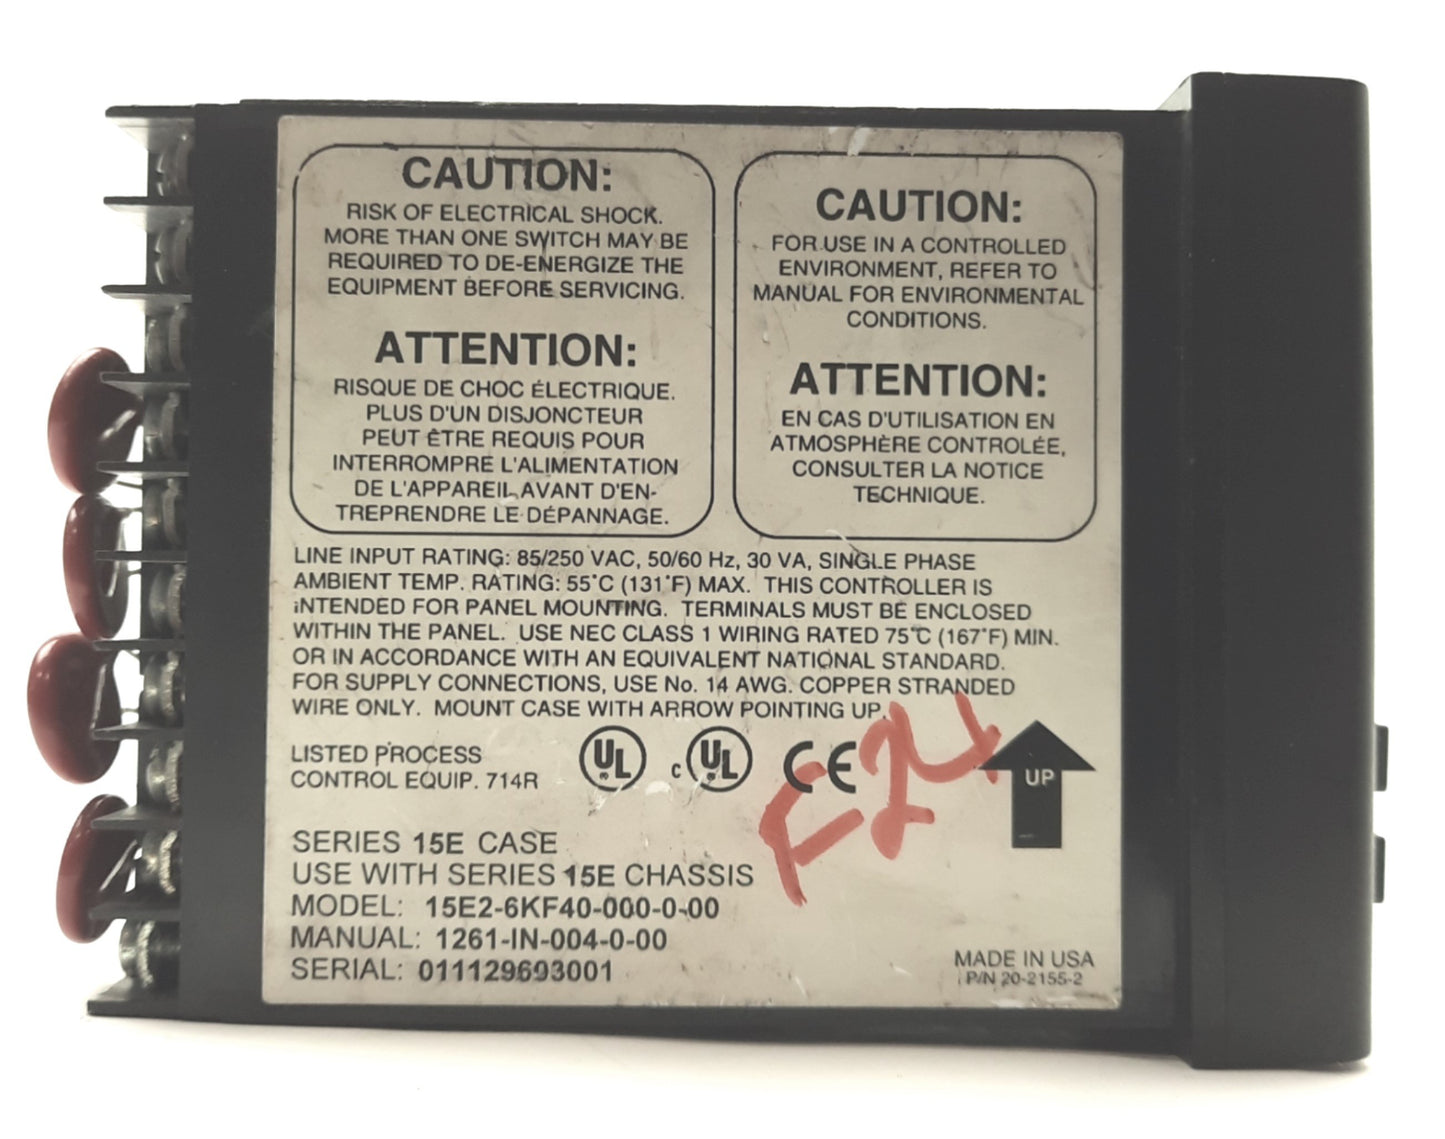 CAUTION:
RISK OF ELECTRICAL SHOCK.
MORE THAN ONE SWITCH MAY BE
REQUIRED TO DE-ENERGIZE THE
EQUIPMENT BEFORE SERVICING.
ATTENTION:
RISQUE DE CHOC ÉLECTRIQUE.
PLUS D'UN DISJONCTEUR
PEUT ÊTRE REQUIS POUR
INTERROMPRE L'ALIMENTATION
DE L'APPAREIL AVANT D'EN-
TREPRENDRE LE DÉPANNAGE.
CAUTION:
FOR USE IN A CONTROLLED
ENVIRONMENT, REFER TO
MANUAL FOR ENVIRONMENTAL
CONDITIONS.
ATTENTION:
EN CAS D'UTILISATION EN
ATMOSPHÈRE CONTROLÉE,
CONSULTER LA NOTICE
TECHNIQUE.
LINE INPUT RATING: 85/250 VAC, 50/60 Hz, 30 VA, SINGLE PHASE
AMBIENT TEMP. RATING: 55°C (131°F) MAX. THIS CONTROLLER IS
INTENDED FOR PANEL MOUNTING. TERMINALS MUST BE ENCLOSED
WITHIN THE PANEL. USE NEC CLASS 1 WIRING RATED 75°C (167°F) MIN.
OR IN ACCORDANCE WITH AN EQUIVALENT NATIONAL STANDARD.
FOR SUPPLY CONNECTIONS, USE No. 14 AWG. COPPER STRANDED
WIRE ONLY. MOUNT CASE WITH ARROW POINTING UP.
LISTED PROCESS
CONTROL EQUIP. 714R
UL
c UL
CE
F24
UP
SERIES 15E CASE
USE WITH SERIES 15E CHASSIS
MODEL: 15E2-6KF40-000-0-00
MANUAL: 1261-IN-004-0-00
SERIAL: 011129603001
MADE IN USA
P/N 20-2155-2